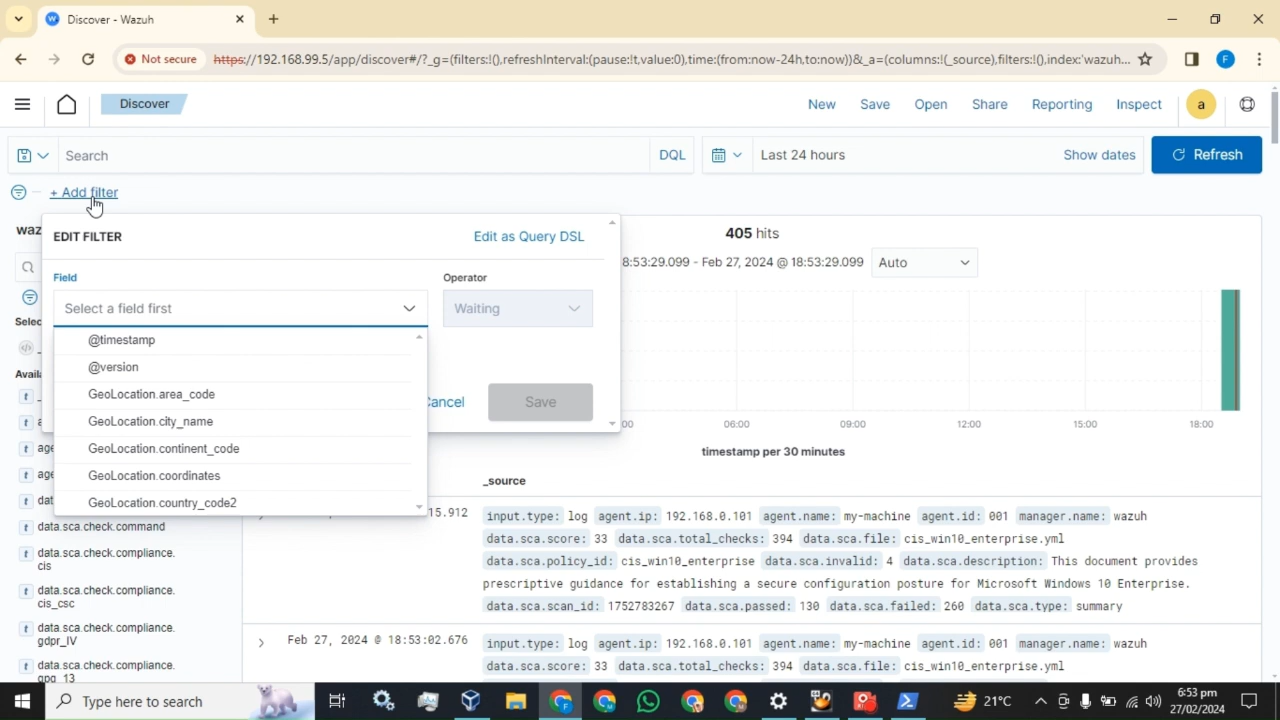 Discover - Wazuh
Not secure
https://192.168.99.5/app/discover#/?_g=(filters:!(),refreshInterval:(pause:!t,value:0),time:(from:now-24h,to:now))&_a=(columns:!(_source),filters:!(),index:'wazuh...
F
Discover
New Save Open Share Reporting Inspect a
Search DQL Last 24 hours Show dates Refresh
+ Add filter
waz
EDIT FILTER Edit as Query DSL
405 hits
8:53:29.099 - Feb 27, 2024 @ 18:53:29.099 Auto
Field Operator
Select a field first Waiting
@timestamp
@version
GeoLocation.area_code
GeoLocation.city_name
GeoLocation.continent_code
GeoLocation.coordinates
GeoLocation.country_code2
Cancel Save
Selec
Availa
t _
t a
t age
t age
t dat
t data.sca.check.command
t data.sca.check.compliance.
cis
t data.sca.check.compliance.
cis_csc
t data.sca.check.compliance.
gdpr_IV
t data.sca.check.compliance.
gpg_13
:00 06:00 09:00 12:00 15:00 18:00
timestamp per 30 minutes
_source
15.912
input.type: log agent.ip: 192.168.0.101 agent.name: my-machine agent.id: 001 manager.name: wazuh
data.sca.score: 33 data.sca.total_checks: 394 data.sca.file: cis_win10_enterprise.yml
data.sca.policy_id: cis_win10_enterprise data.sca.invalid: 4 data.sca.description: This document provides
prescriptive guidance for establishing a secure configuration posture for Microsoft Windows 10 Enterprise.
data.sca.scan_id: 1752783267 data.sca.passed: 130 data.sca.failed: 260 data.sca.type: summary
Feb 27, 2024 @ 18:53:02.676
input.type: log agent.ip: 192.168.0.101 agent.name: my-machine agent.id: 001 manager.name: wazuh
data.sca.score: 33 data.sca.total_checks: 394 data.sca.file: cis_win10_enterprise.yml
Type here to search
21°C
6:53 pm
27/02/2024